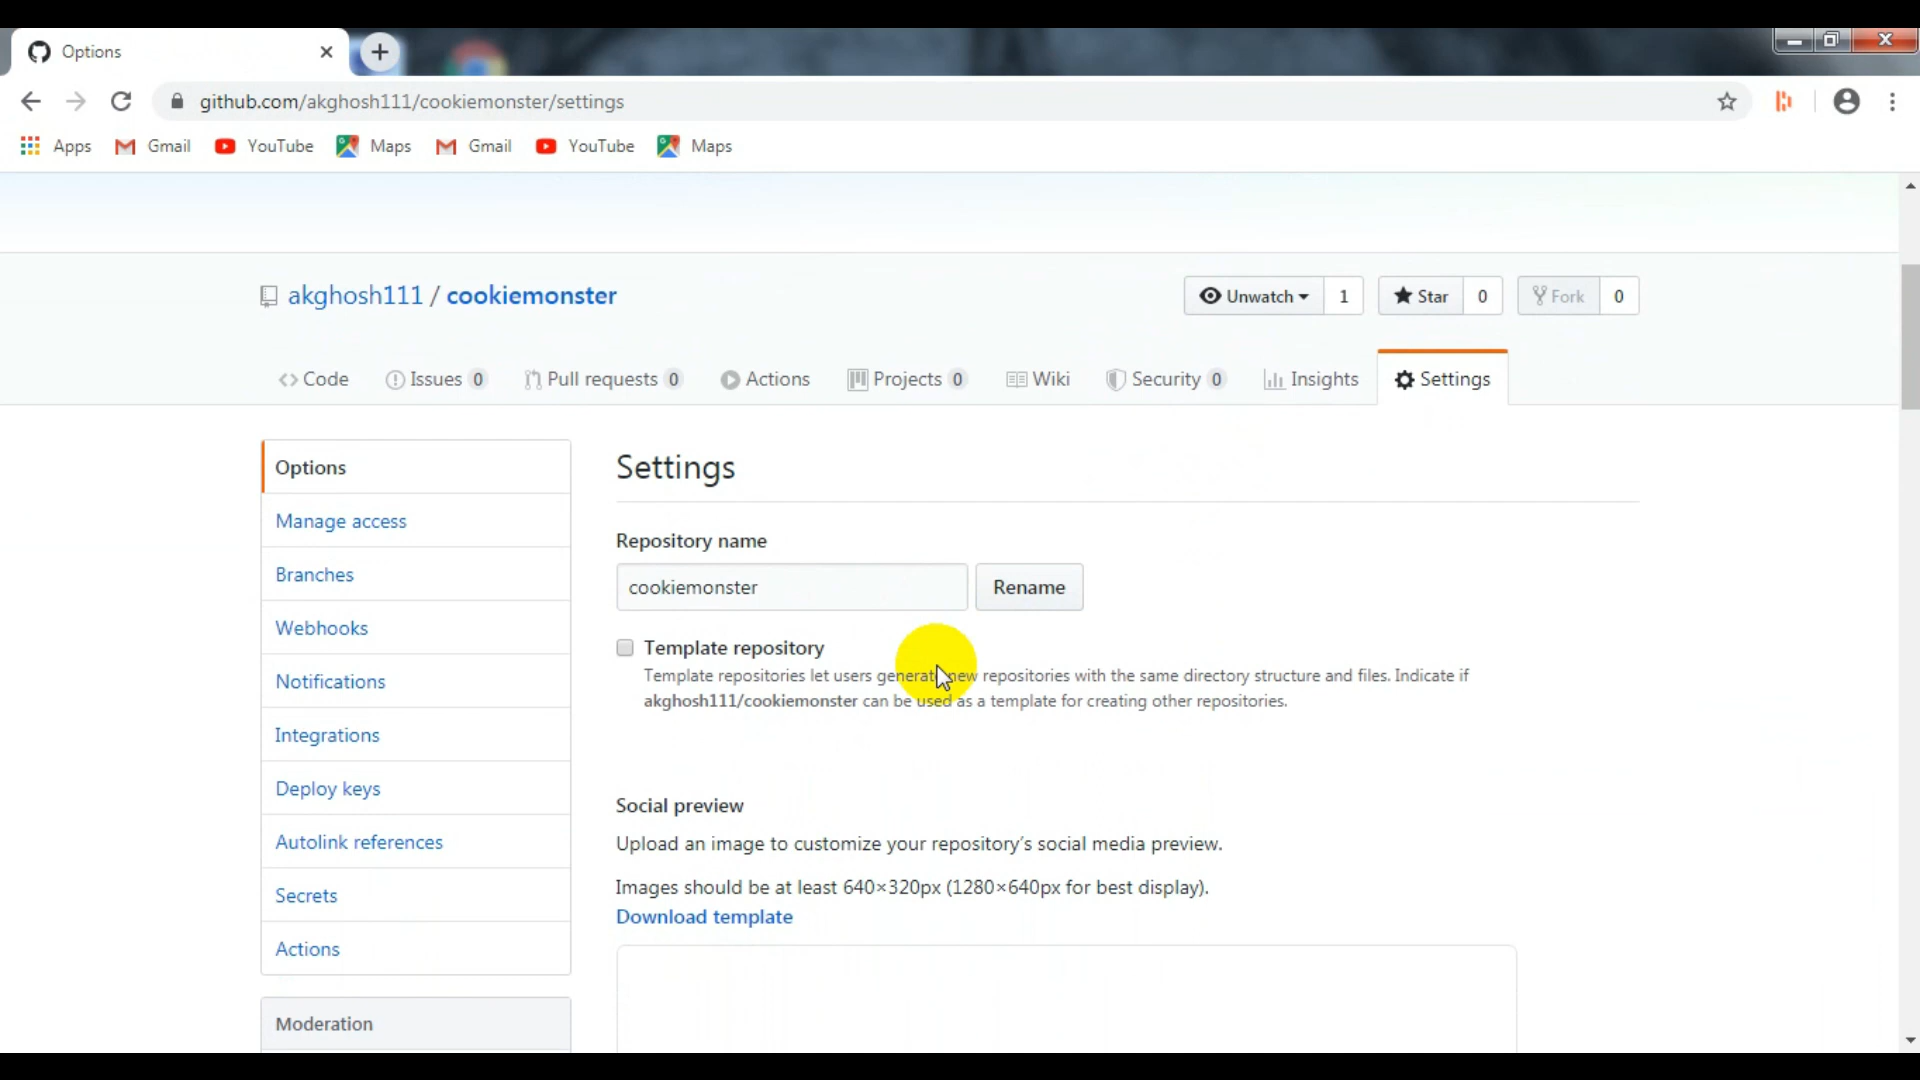 Options
github.com/akghosh111/cookiemonster/settings
Apps Gmail YouTube Maps Gmail YouTube Maps
akghosh111 / cookiemonster
Unwatch 1 Star 0 Fork 0
Code Issues 0 Pull requests 0 Actions Projects 0 Wiki Security 0 Insights Settings
Options
Manage access
Branches
Webhooks
Notifications
Integrations
Deploy keys
Autolink references
Secrets
Actions
Moderation
Settings
Repository name
cookiemonster Rename
Template repository
Template repositories let users generate new repositories with the same directory structure and files. Indicate if
akghosh111/cookiemonster can be used as a template for creating other repositories.
Social preview
Upload an image to customize your repository’s social media preview.
Images should be at least 640×320px (1280×640px for best display).
Download template